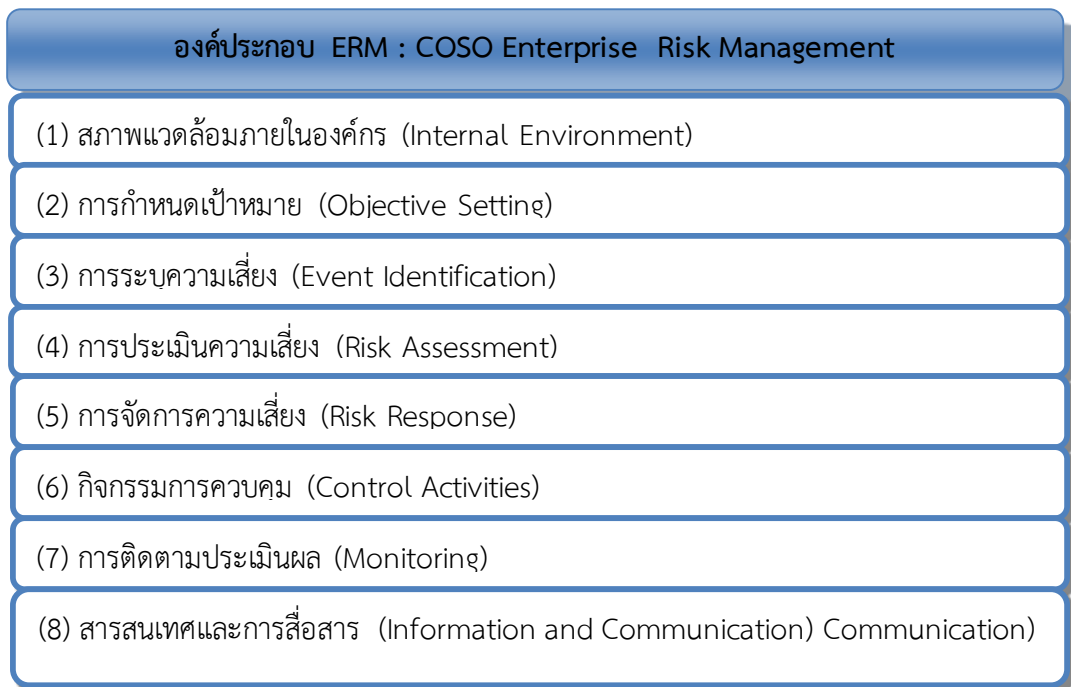 องค์ประกอบ ERM : COSO Enterprise Risk Management
(1) สภาพแวดล้อมภายในองค์กร (Internal Environment)
(2) การกำหนดเป้าหมาย (Objective Setting)
(3) การระบุความเสี่ยง (Event Identification)
(4) การประเมินความเสี่ยง (Risk Assessment)
(5) การจัดการความเสี่ยง (Risk Response)
(6) กิจกรรมการควบคุม (Control Activities)
(7) การติดตามประเมินผล (Monitoring)
(8) สารสนเทศและการสื่อสาร (Information and Communication) Communication)